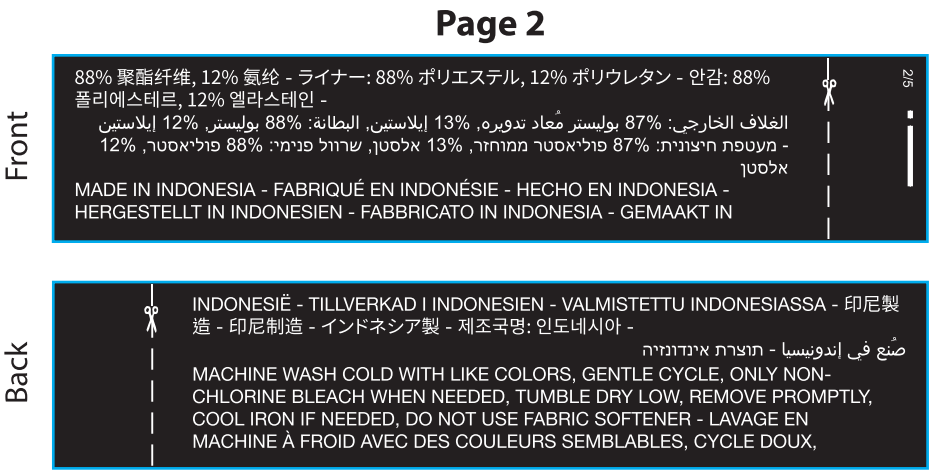 Page 2
Front
88% 聚酯纤维, 12% 氨纶 - ライナー: 88% ポリエステル, 12% ポリウレタン - 안감: 88%
폴리에스테르, 12% 엘라스테인 -
الغلاف الخارجي: 87% بوليستر مُعاد تدويره, 13% إيلاستين, البطانة: 88% بوليستر, 12% إيلاستين
- מעטפת חיצונית: 87% פוליאסטר ממוחזר, 13% אלסטן, שרוול פנימי: 88% פוליאסטר, 12%
אלסטן
MADE IN INDONESIA - FABRIQUÉ EN INDONÉSIE - HECHO EN INDONESIA -
HERGESTELLT IN INDONESIEN - FABBRICATO IN INDONESIA - GEMAAKT IN
2/5
Back
INDONESIË - TILLVERKAD I INDONESIEN - VALMISTETTU INDONESIASSA - 印尼製
造 - 印尼制造 - インドネシア製 - 제조국명: 인도네시아 -
صُنع في إندونيسيا - תוצרת אינדונזיה
MACHINE WASH COLD WITH LIKE COLORS, GENTLE CYCLE, ONLY NON-
CHLORINE BLEACH WHEN NEEDED, TUMBLE DRY LOW, REMOVE PROMPTLY,
COOL IRON IF NEEDED, DO NOT USE FABRIC SOFTENER - LAVAGE EN
MACHINE À FROID AVEC DES COULEURS SEMBLABLES, CYCLE DOUX,